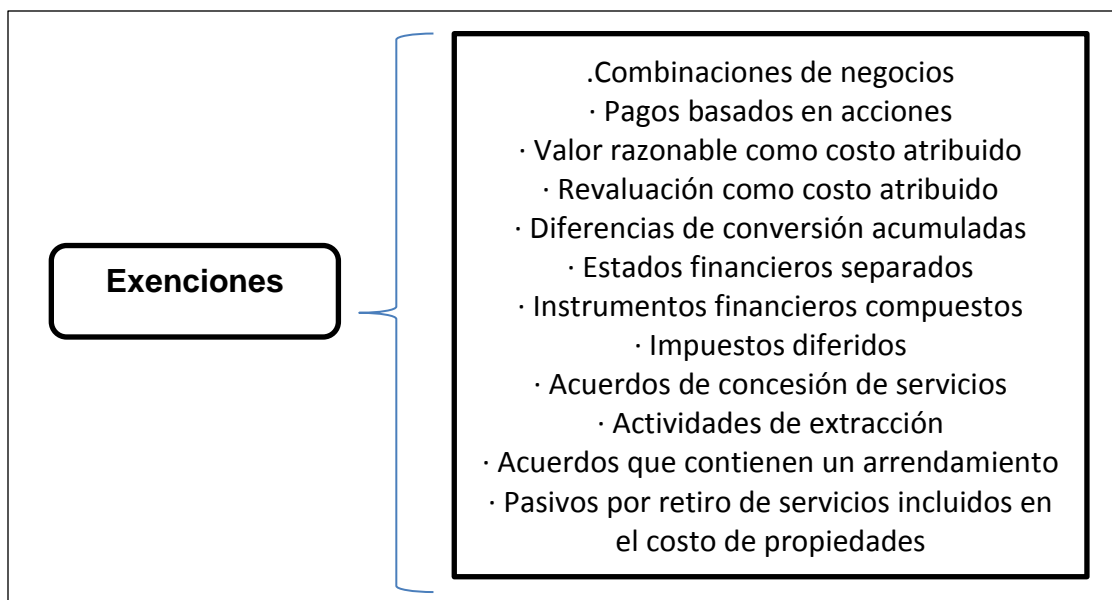 Exenciones
.Combinaciones de negocios
· Pagos basados en acciones
· Valor razonable como costo atribuido
· Revaluación como costo atribuido
· Diferencias de conversión acumuladas
· Estados financieros separados
· Instrumentos financieros compuestos
· Impuestos diferidos
· Acuerdos de concesión de servicios
· Actividades de extracción
· Acuerdos que contienen un arrendamiento
· Pasivos por retiro de servicios incluidos en
el costo de propiedades